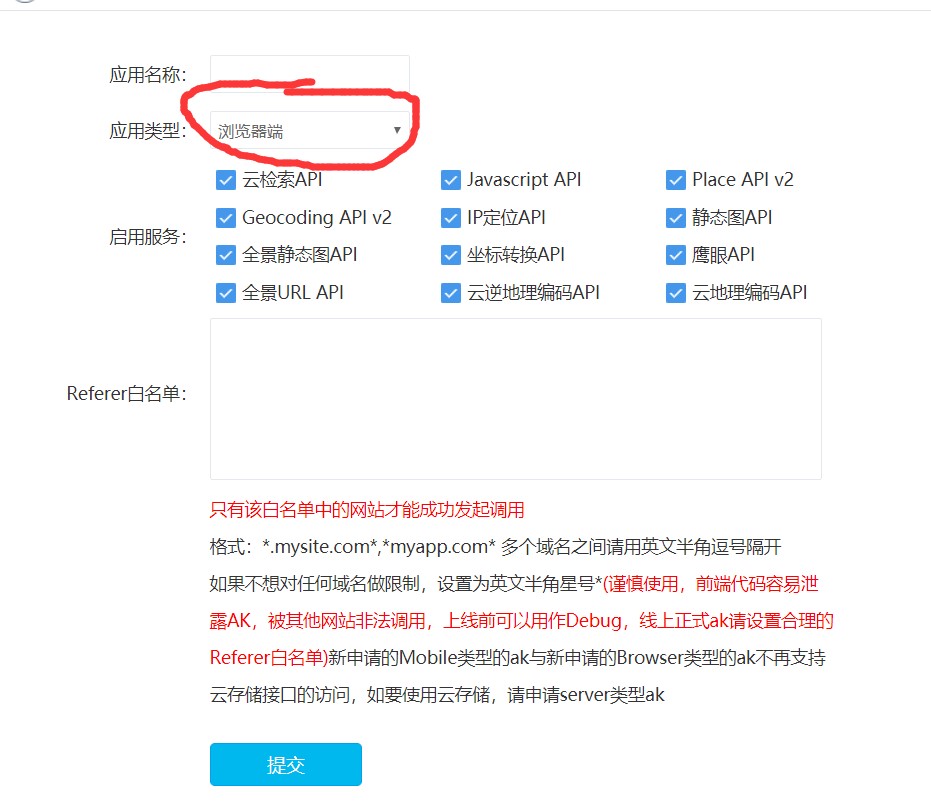 应用名称：
应用类型： 浏览器端
启用服务：
云检索API Javascript API Place API v2
Geocoding API v2 IP定位API 静态图API
全景静态图API 坐标转换API 鹰眼API
全景URL API 云逆地理编码API 云地理编码API
Referer白名单：
只有该白名单中的网站才能成功发起调用
格式：*.mysite.com*,*myapp.com* 多个域名之间请用英文半角逗号隔开
如果不想对任何域名做限制，设置为英文半角星号*(谨慎使用，前端代码容易泄
露AK，被其他网站非法调用，上线前可以用作Debug，线上正式ak请设置合理的
Referer白名单)新申请的Mobile类型的ak与新申请的Browser类型的ak不再支持
云存储接口的访问，如要使用云存储，请申请server类型ak
提交